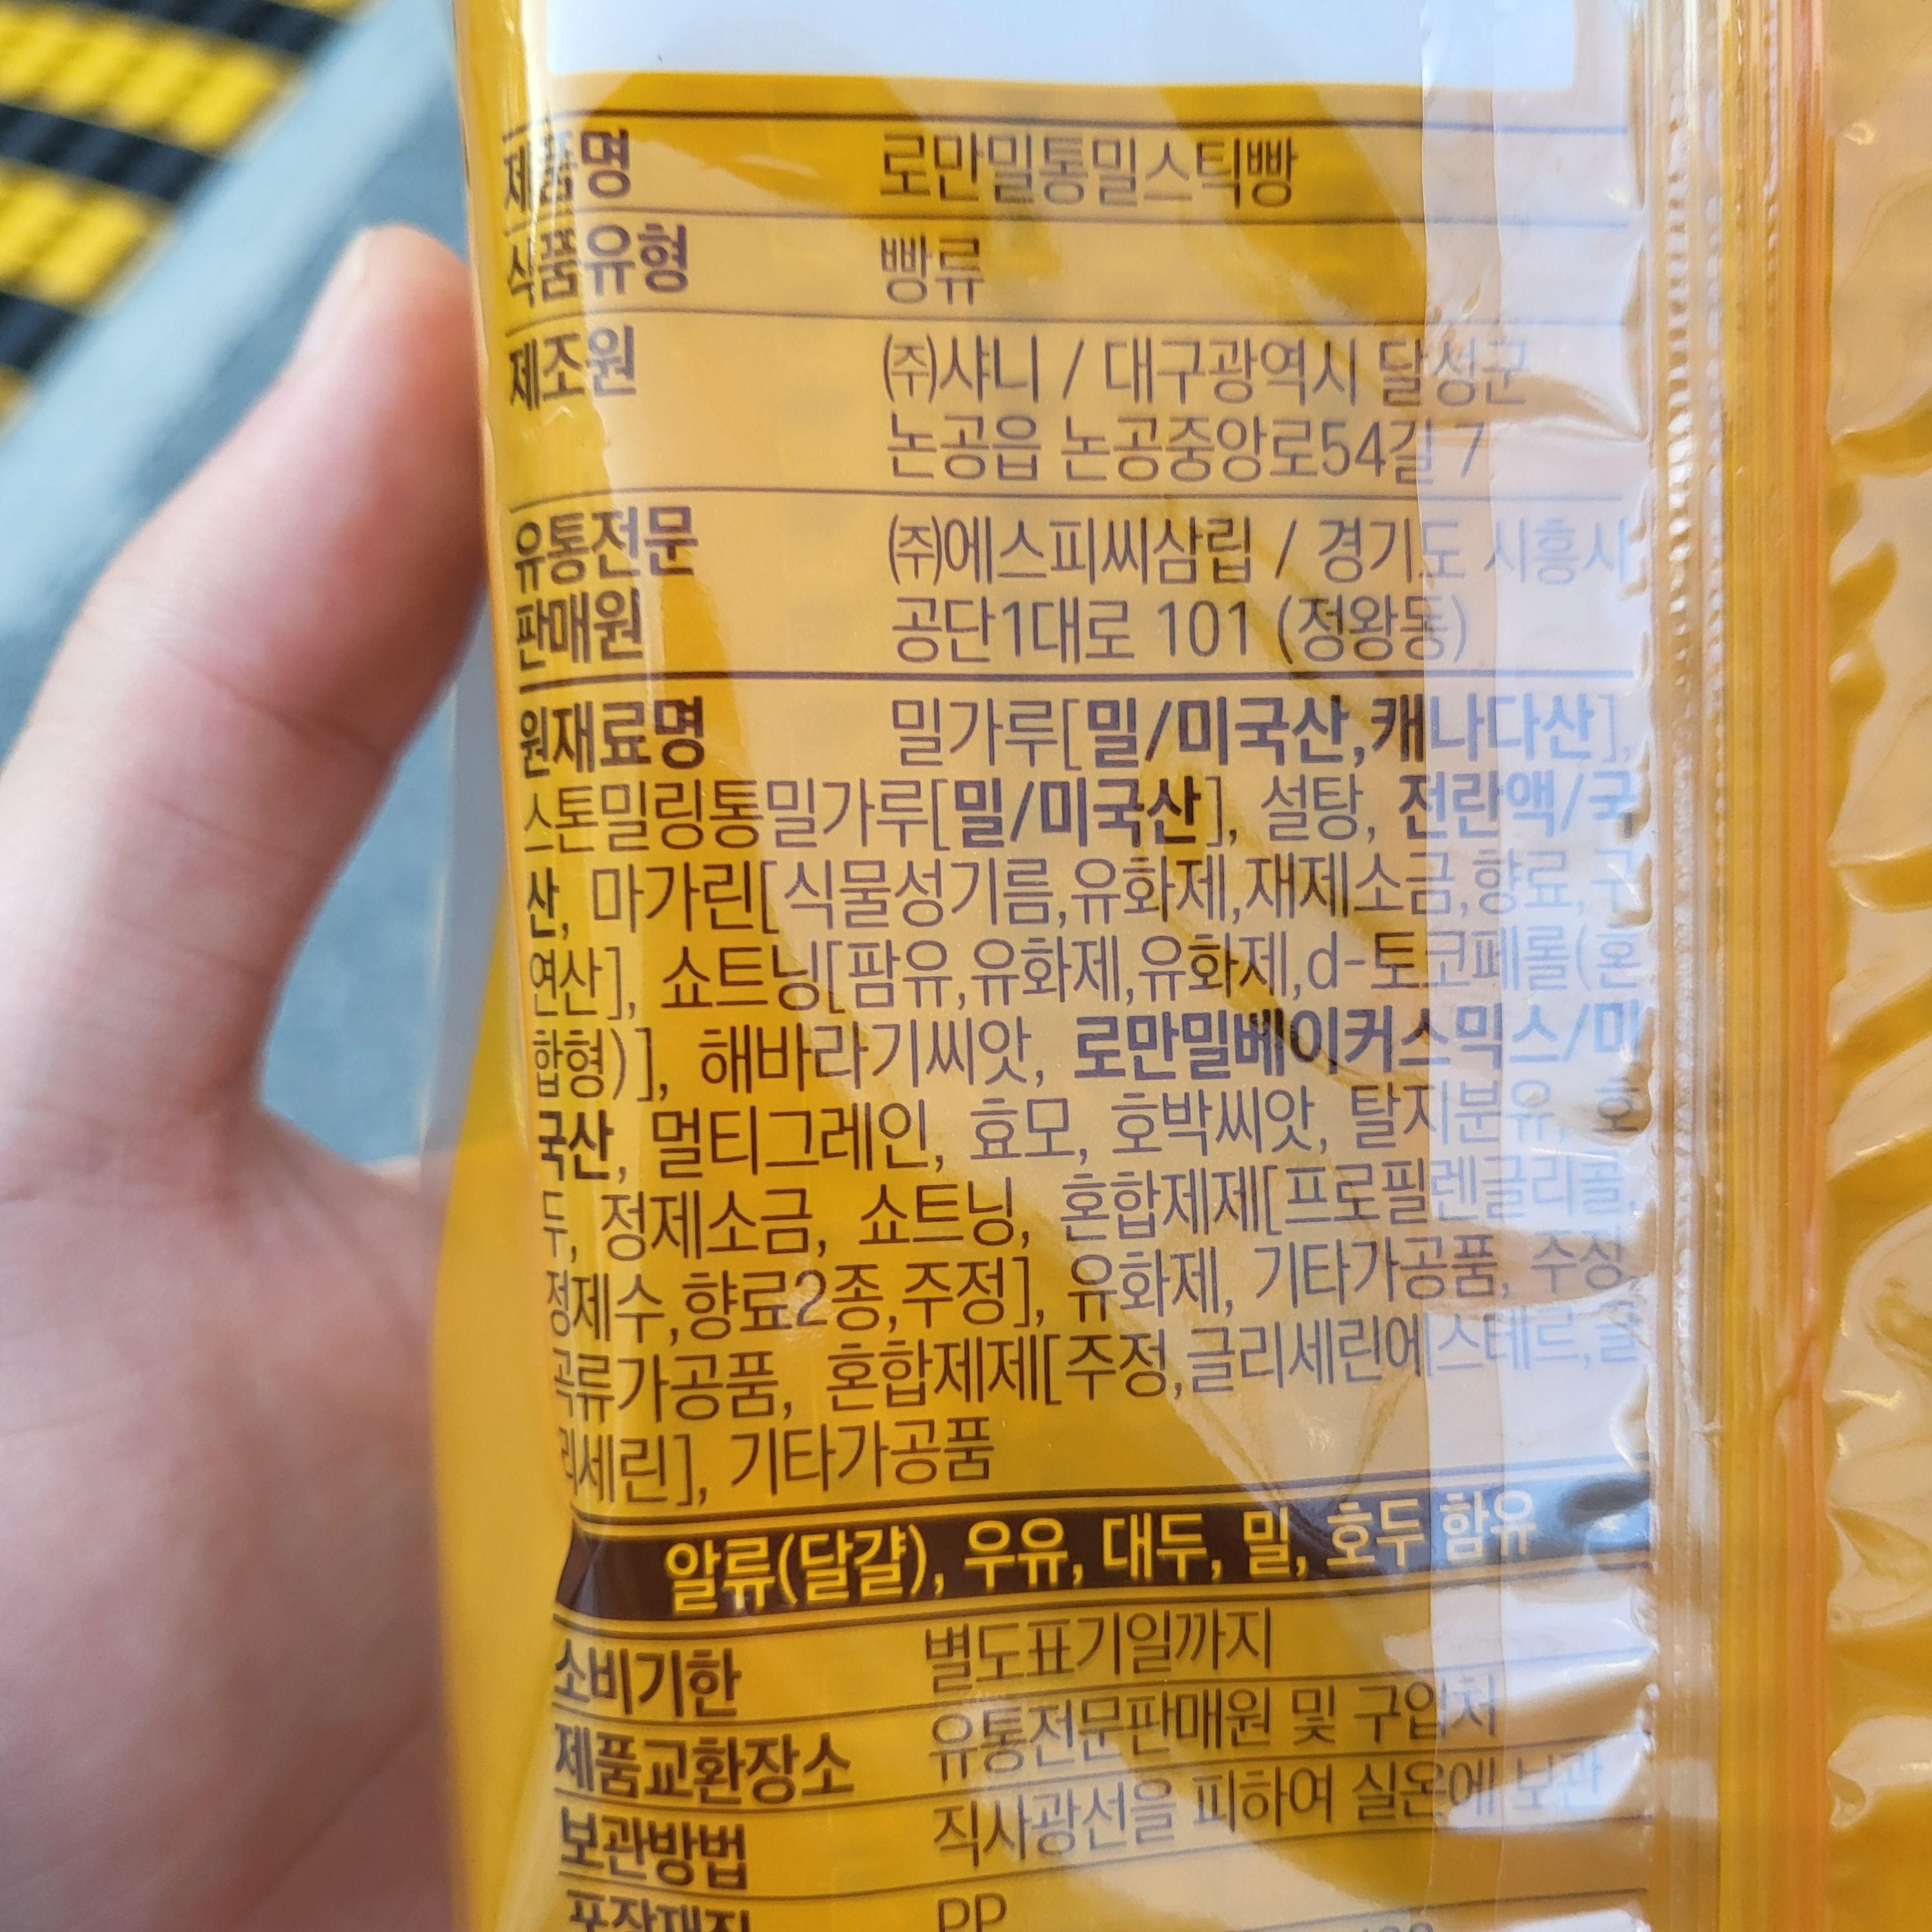 제품명 로만밀통밀스틱빵
식품유형 빵류
제조원 ㈜샤니 / 대구광역시 달성군
논공읍 논공중앙로54길 7
유통전문 ㈜에스피씨삼립 / 경기도 시흥시
판매원 공단1대로 101 (정왕동)
원재료명 밀가루[밀/미국산,캐나다산],
스톤밀링통밀가루[밀/미국산], 설탕, 전란액/국
산, 마가린[식물성기름,유화제,재제소금,향료,구
연산], 쇼트닝[팜유,유화제,유화제,d-토코페롤(혼
합형)], 해바라기씨앗, 로만밀베이커스믹스/미
국산, 멀티그레인, 효모, 호박씨앗, 탈지분유, 호
두, 정제소금, 쇼트닝, 혼합제제[프로필렌글리콜,
정제수,향료2종,주정], 유화제, 기타가공품, 주정,
곡류가공품, 혼합제제[주정,글리세린에스테르,글
리세린], 기타가공품
알류(달걀), 우유, 대두, 밀, 호두 함유
소비기한 별도표기일까지
제품교환장소 유통전문판매원 및 구입처
보관방법 직사광선을 피하여 실온에 보관
포장재질 PP